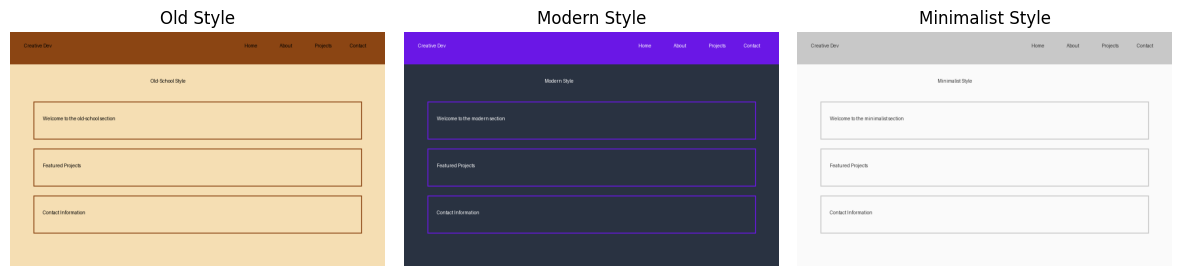 Old Style
Creative Dev Home About Projects Contact
Old-School Style
Welcome to the old-school section
Featured Projects
Contact Information
Modern Style
Creative Dev Home About Projects Contact
Modern Style
Welcome to the modern section
Featured Projects
Contact Information
Minimalist Style
Creative Dev Home About Projects Contact
Minimalist Style
Welcome to the minimalist section
Featured Projects
Contact Information